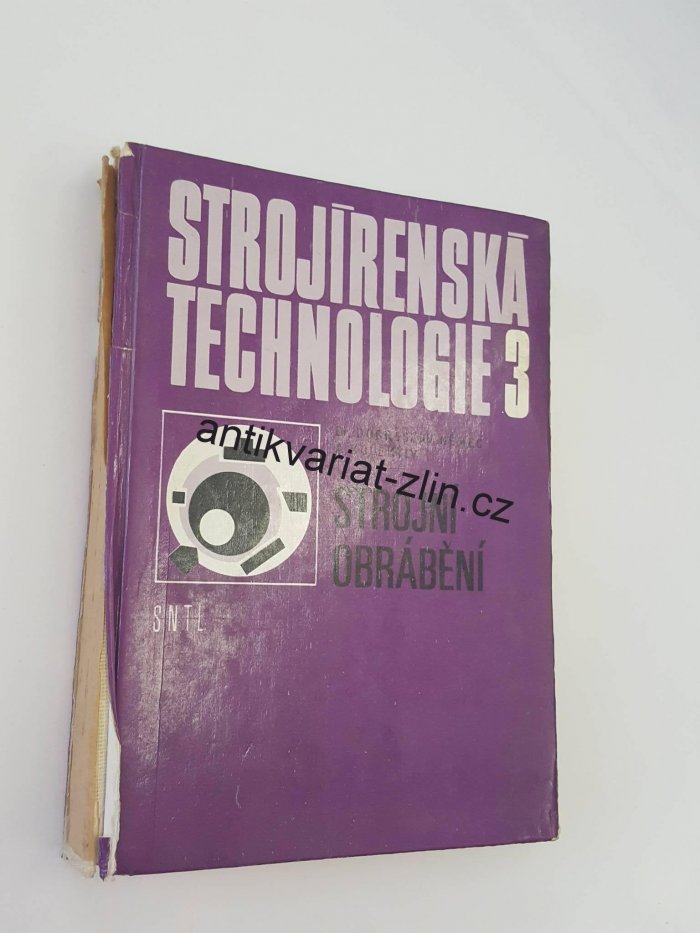 STROJÍRENSKÁ
TECHNOLOGIE 3
antikvariat-zlin.cz
STROJNÍ
OBRÁBĚNÍ
SNTL